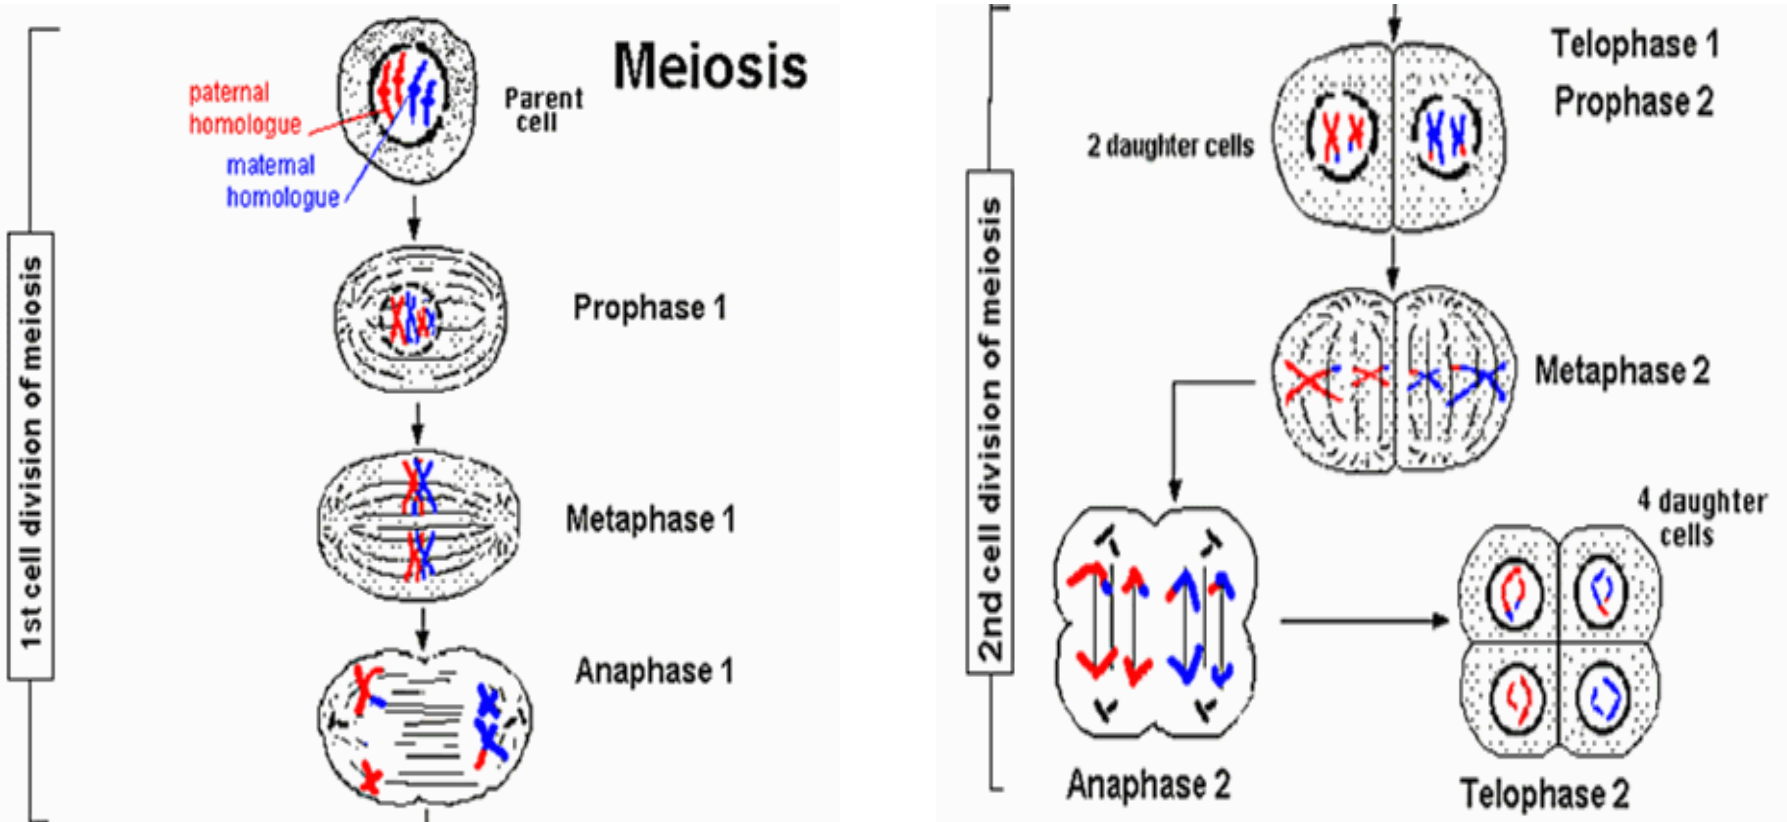 Meiosis
paternal
homologue
maternal
homologue
Parent
cell
1st cell division of meiosis
Prophase 1
Metaphase 1
Anaphase 1
2nd cell division of meiosis
Telophase 1
Prophase 2
2 daughter cells
Metaphase 2
4 daughter
cells
Anaphase 2
Telophase 2